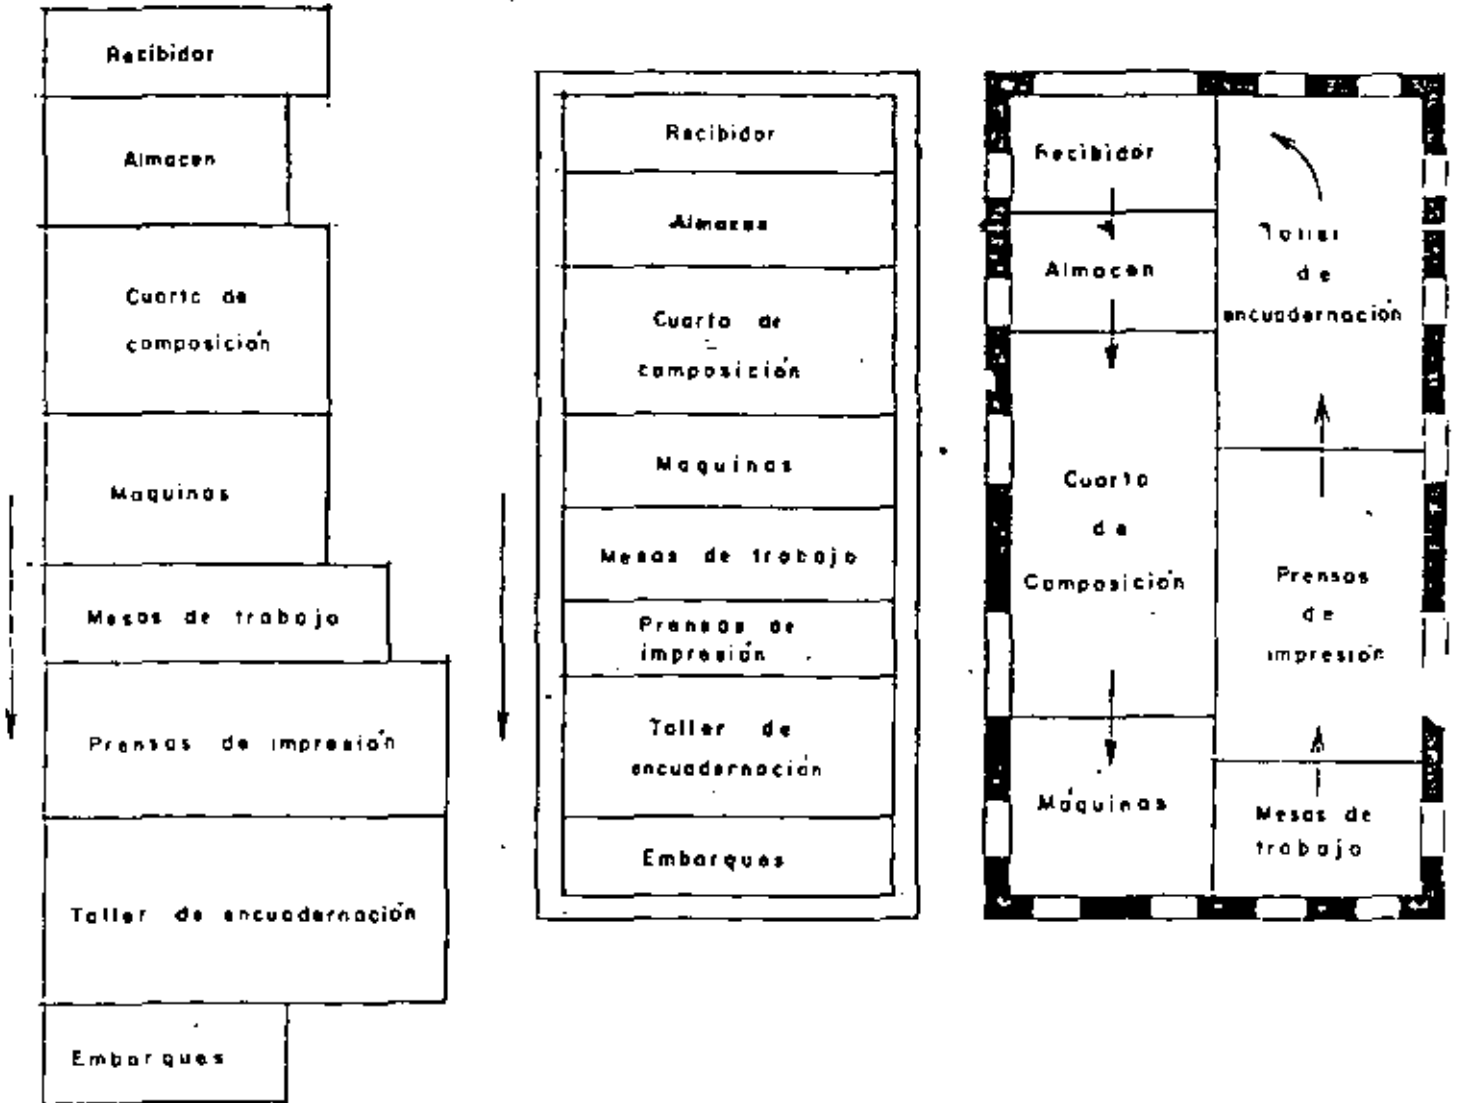 Recibidor
Almacen
Cuarto de
composición
Maquinas
Mesas de trabajo
Prensas de impresión
Taller de encuadernación
Embarques
Recibidor
Almacen
Cuarto de
composición
Maquinas
Mesas de trabajo
Prensas de
impresión
Taller de
encuadernación
Embarques
Recibidor
Almacen
Cuarto
de
Composición
Máquinas
Taller
de
encuadernación
Prensas
de
impresión
Mesas de
trabajo